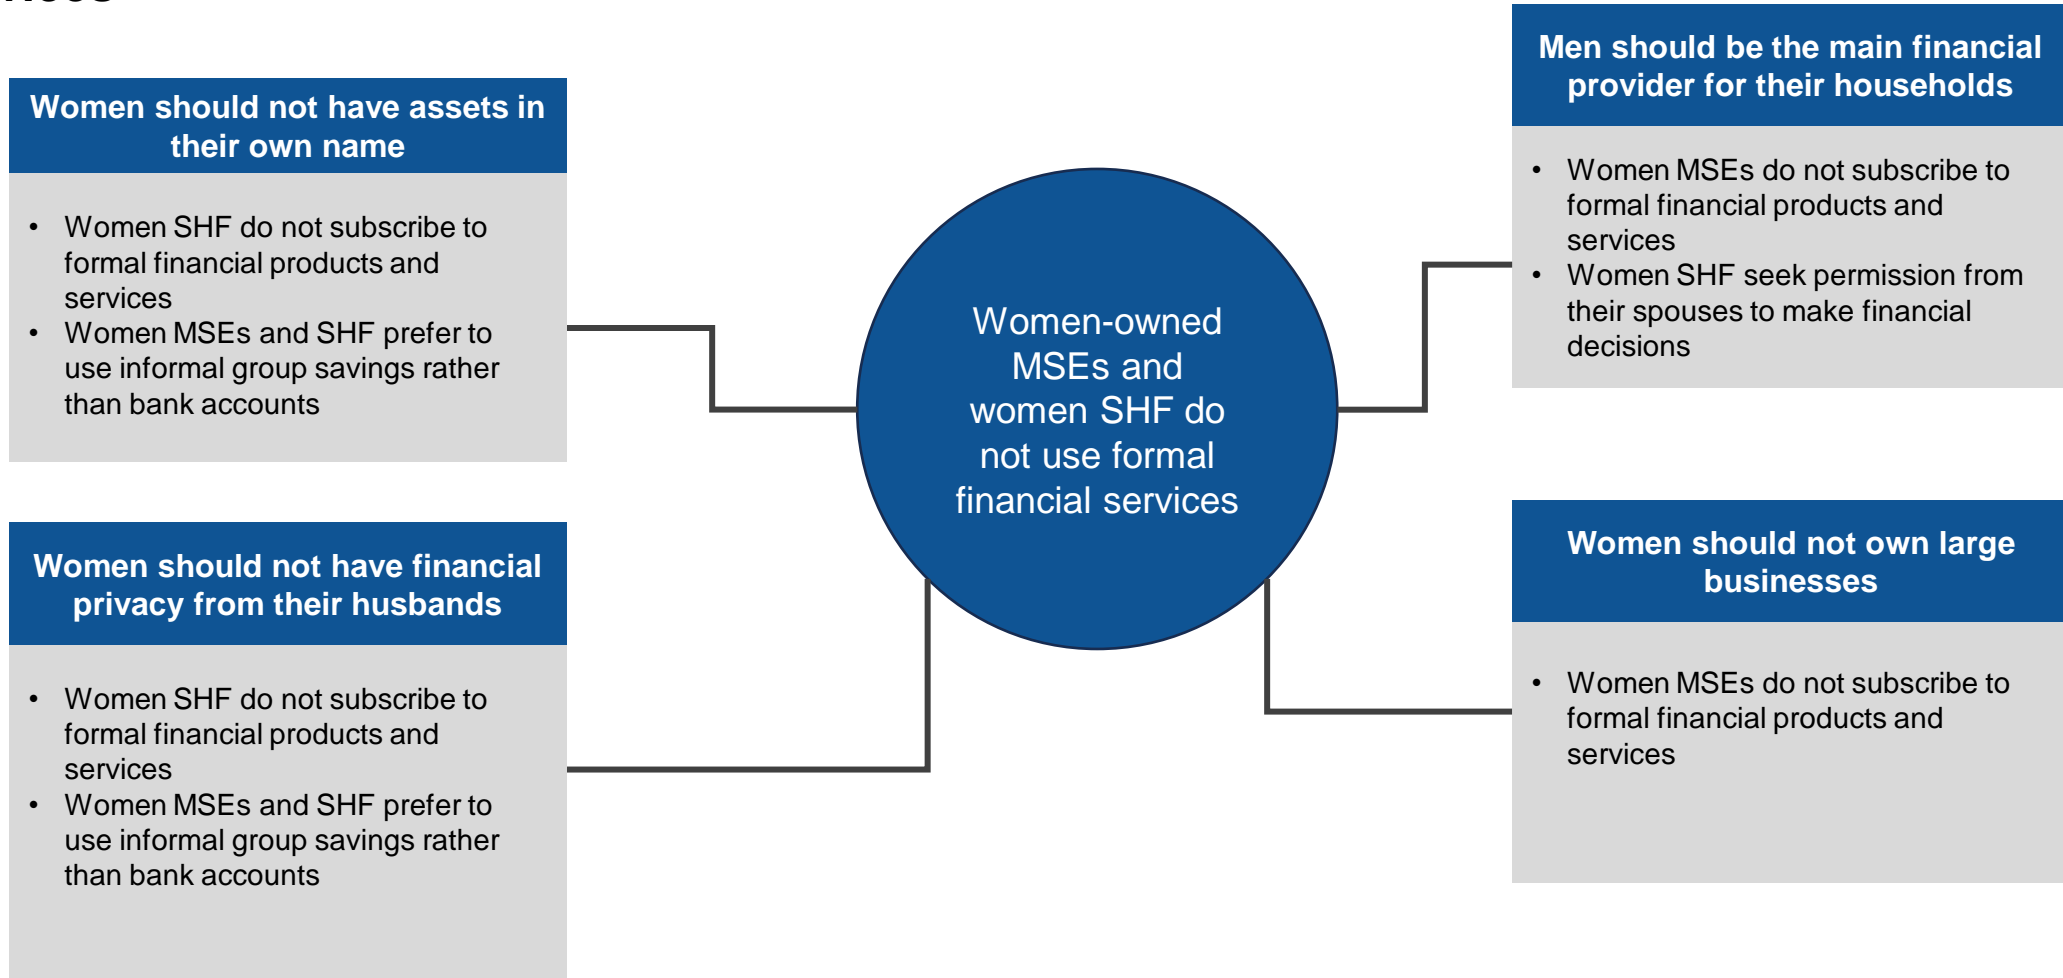 Women should not have assets in
their own name
• Women SHF do not subscribe to
formal financial products and
services
• Women MSEs and SHF prefer to
use informal group savings rather
than bank accounts
Women should not have financial
privacy from their husbands
• Women SHF do not subscribe to
formal financial products and
services
• Women MSEs and SHF prefer to
use informal group savings rather
than bank accounts
Women-owned
MSEs and
women SHF do
not use formal
financial services
Men should be the main financial
provider for their households
• Women MSEs do not subscribe to
formal financial products and
services
• Women SHF seek permission from
their spouses to make financial
decisions
Women should not own large
businesses
• Women MSEs do not subscribe to
formal financial products and
services